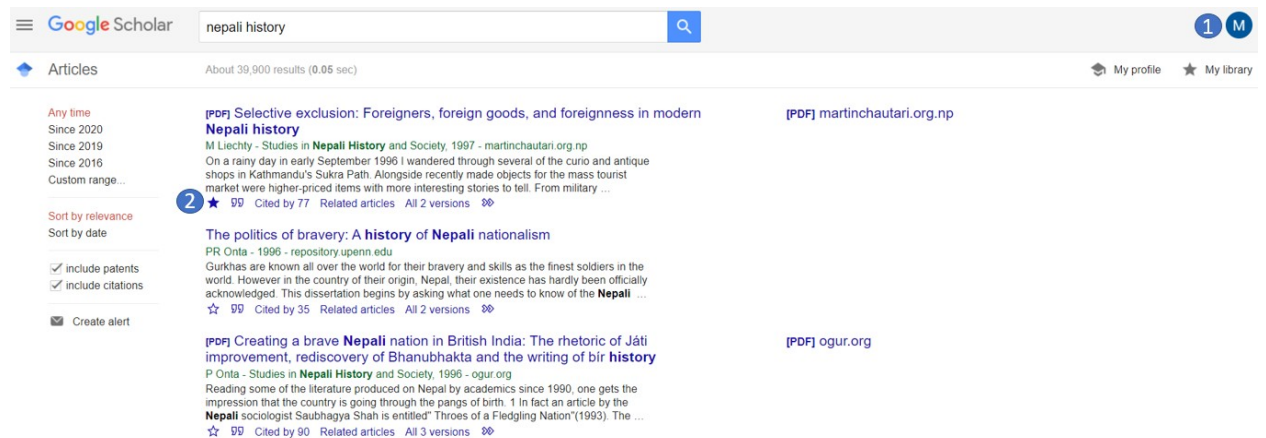 Google Scholar
nepali history
1 M
Articles
About 39,900 results (0.05 sec)
My profile
My library
Any time
Since 2020
Since 2019
Since 2016
Custom range...
Sort by relevance
Sort by date
include patents
include citations
Create alert
[PDF] Selective exclusion: Foreigners, foreign goods, and foreignness in modern
Nepali history
M Liechty - Studies in Nepali History and Society, 1997 - martinchautari.org.np
On a rainy day in early September 1996 I wandered through several of the curio and antique
shops in Kathmandu's Sukra Path. Alongside recently made objects for the mass tourist
market were higher-priced items with more interesting stories to tell. From military ...
2 Cited by 77 Related articles All 2 versions
[PDF] martinchautari.org.np
The politics of bravery: A history of Nepali nationalism
PR Onta - 1996 - repository.upenn.edu
Gurkhas are known all over the world for their bravery and skills as the finest soldiers in the
world. However in the country of their origin, Nepal, their existence has hardly been officially
acknowledged. This dissertation begins by asking what one needs to know of the Nepali ...
Cited by 35 Related articles All 2 versions
[PDF] Creating a brave Nepali nation in British India: The rhetoric of Játi
improvement, rediscovery of Bhanubhakta and the writing of bír history
P Onta - Studies in Nepali History and Society, 1996 - ogur.org
Reading some of the literature produced on Nepal by academics since 1990, one gets the
impression that the country is going through the pangs of birth. 1 In fact an article by the
Nepali sociologist Saubhagya Shah is entitled" Throes of a Fledgling Nation"(1993). The ...
Cited by 90 Related articles All 3 versions
[PDF] ogur.org